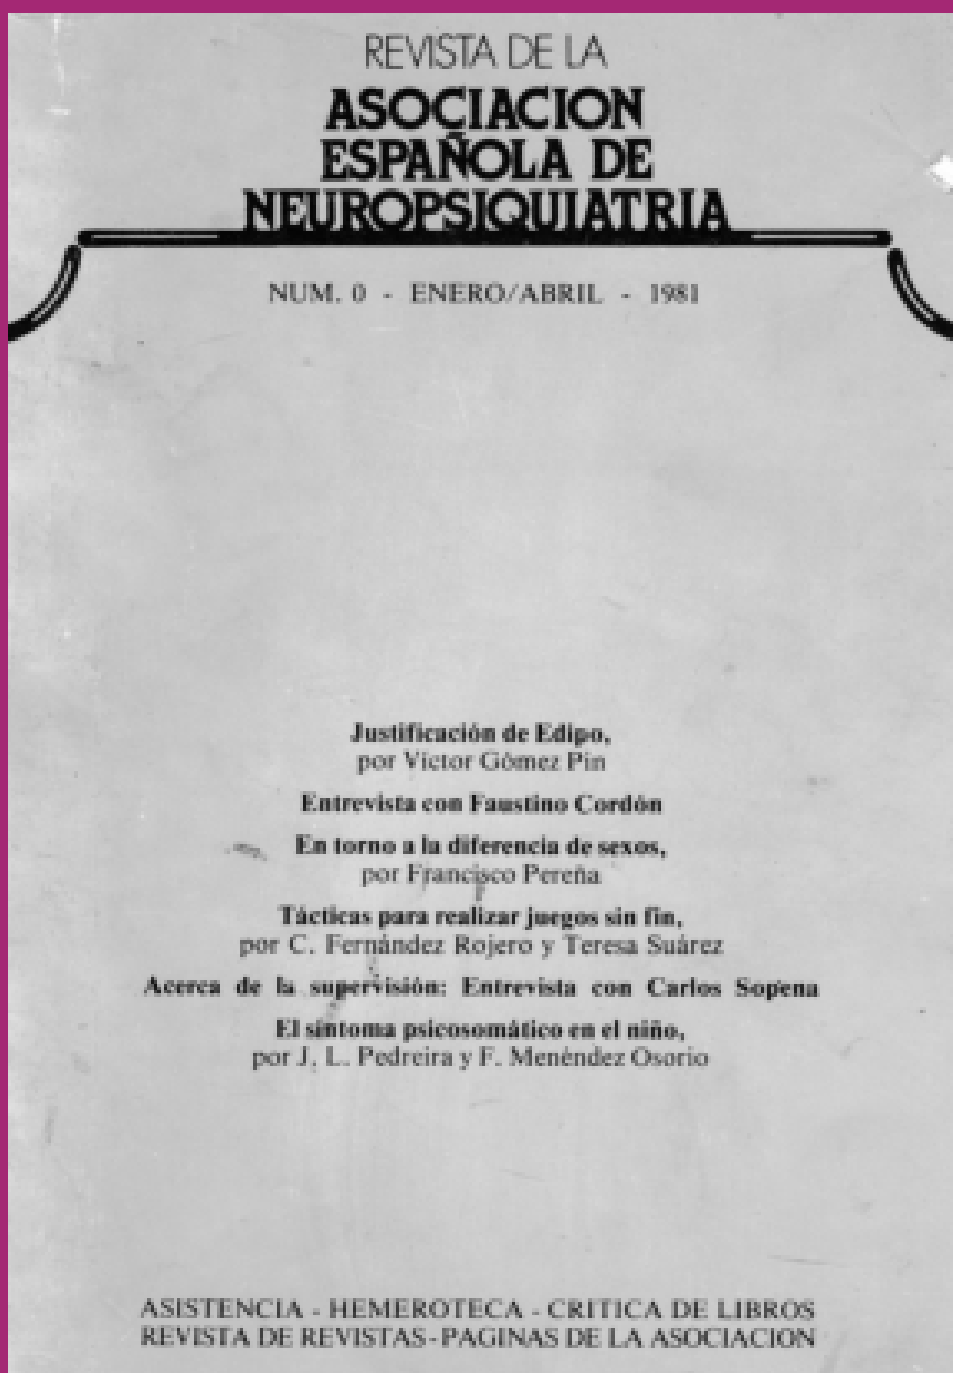 REVISTA DE LA
ASOCIACION
ESPAÑOLA DE
NEUROPSIQUIATRIA
NUM. 0 - ENERO/ABRIL - 1981
Justificación de Edipo,
por Víctor Gómez Pin
Entrevista con Faustino Cordón
En torno a la diferencia de sexos,
por Francisco Pereña
Tácticas para realizar juegos sin fin,
por C. Fernández Rojero y Teresa Suárez
Acerca de la supervisión: Entrevista con Carlos Sopena
El síntoma psicosomático en el niño,
por J. L. Pedreira y F. Menéndez Osorio
ASISTENCIA - HEMEROTECA - CRITICA DE LIBROS
REVISTA DE REVISTAS - PAGINAS DE LA ASOCIACION